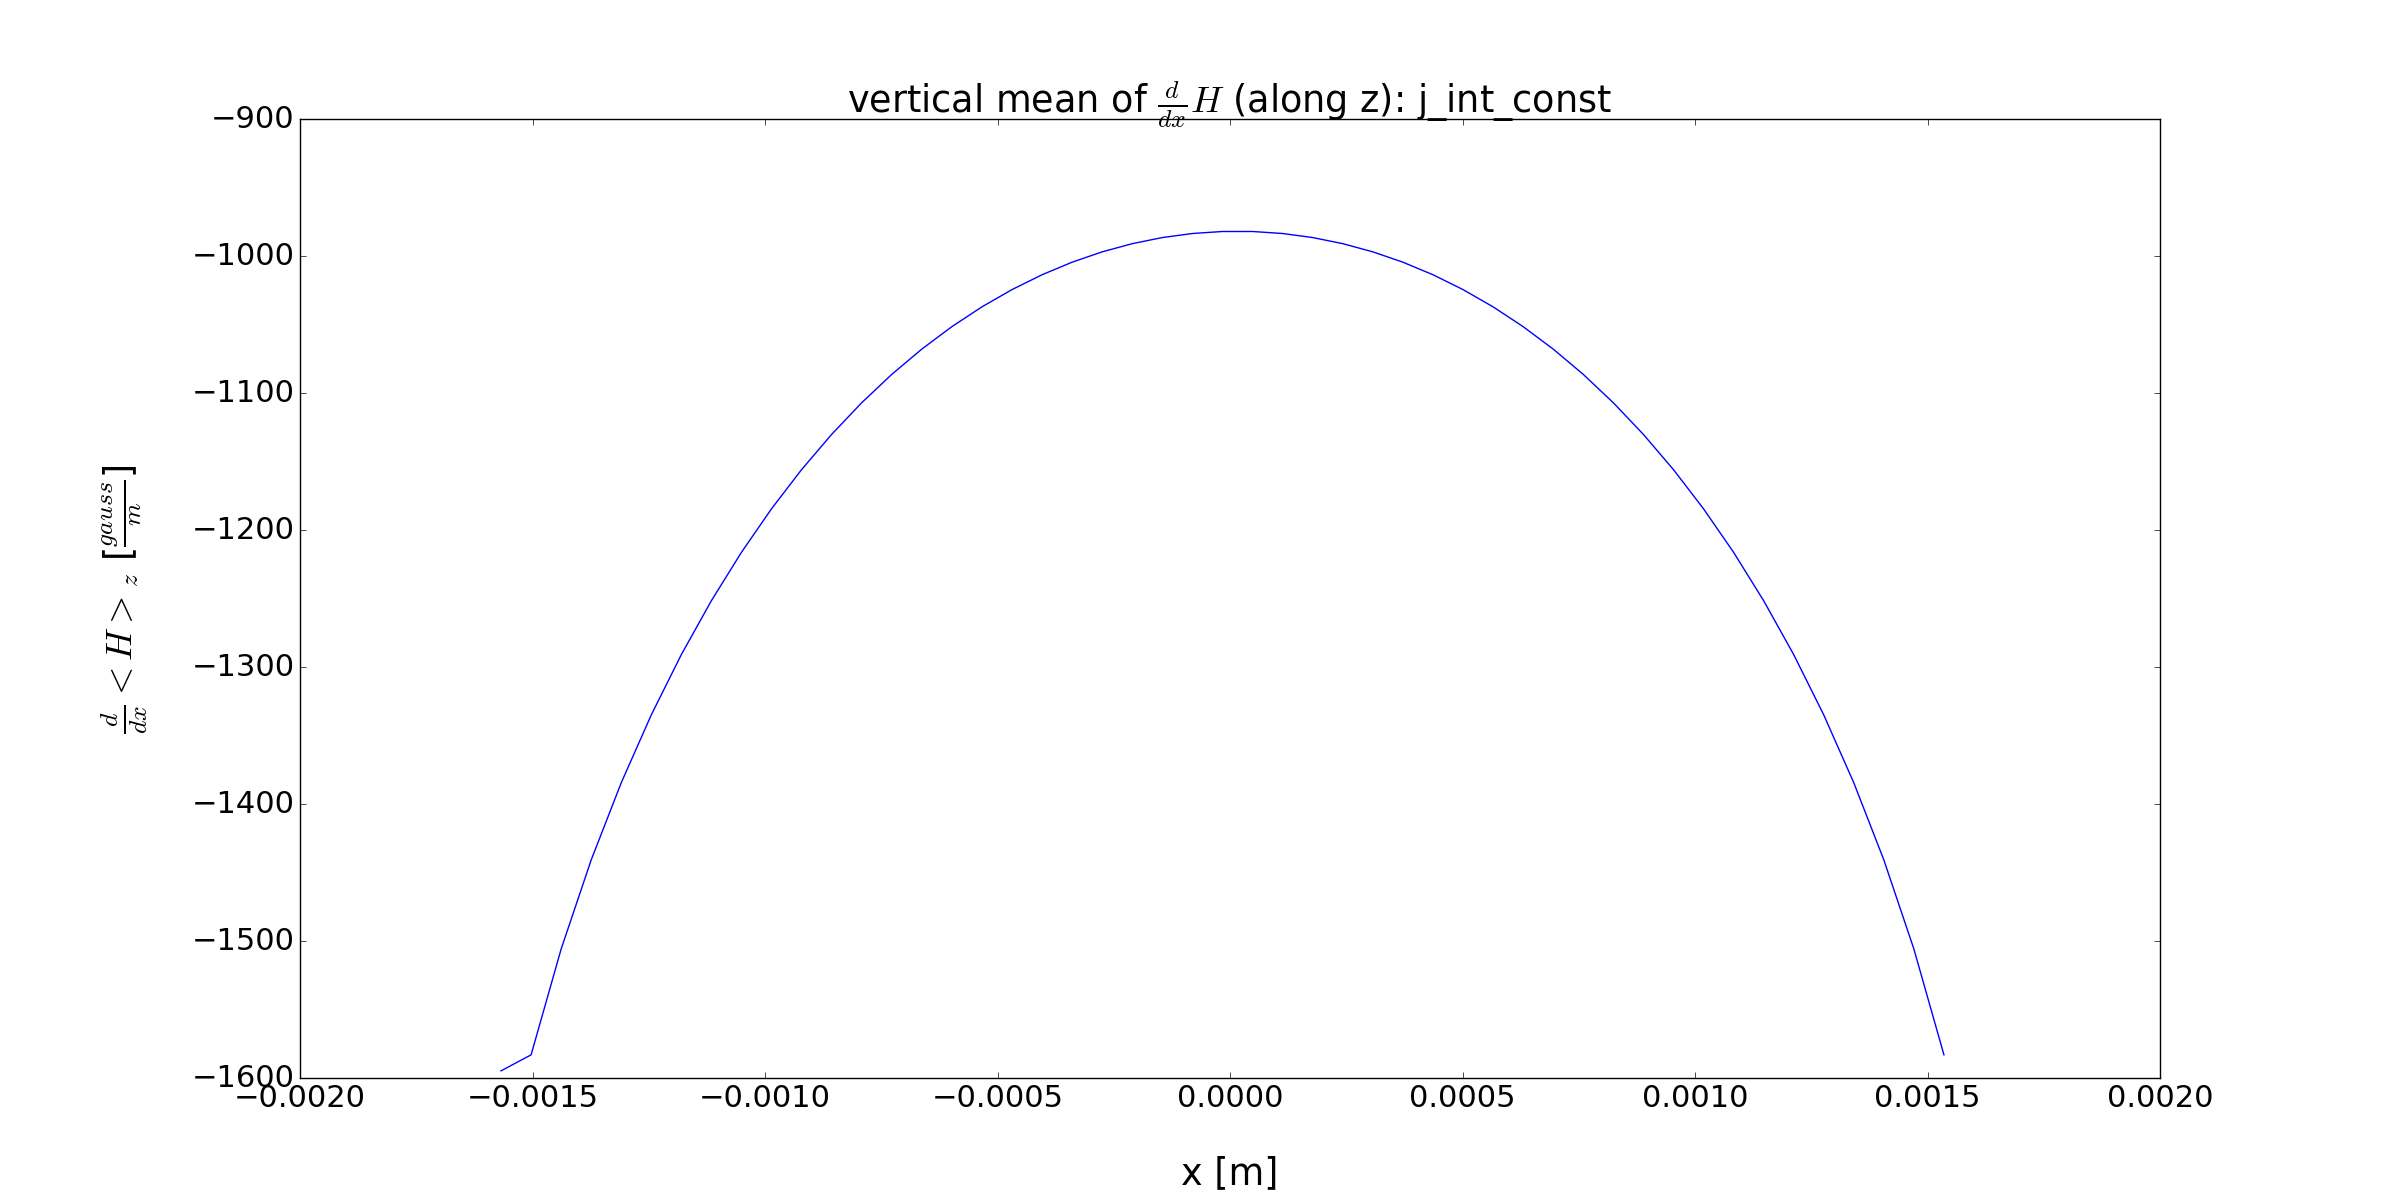 vertical mean of d/dx H (along z): j_int_const
−900
−1000
−1100
−1200
−1300
−1400
−1500
−1600
d/dx < H >_z [gauss/m]
−0.0020 −0.0015 −0.0010 −0.0005 0.0000 0.0005 0.0010 0.0015 0.0020
x [m]